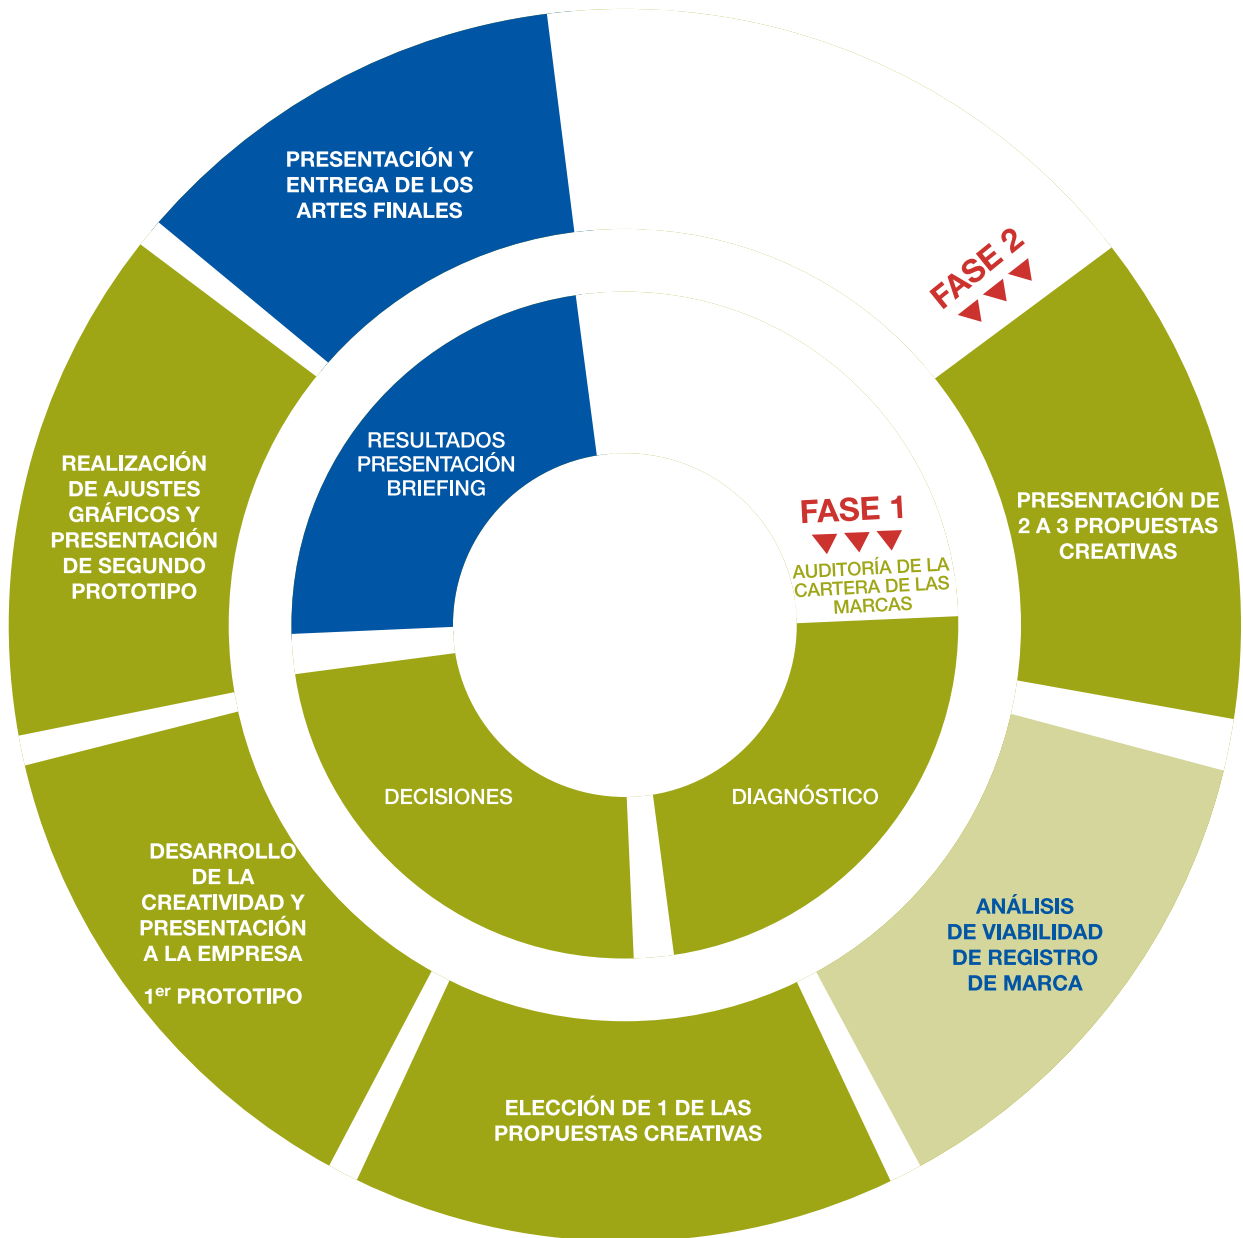 FASE 1
AUDITORÍA DE LA
CARTERA DE LAS
MARCAS
DIAGNÓSTICO
DECISIONES
RESULTADOS
PRESENTACIÓN
BRIEFING
FASE 2
PRESENTACIÓN DE
2 A 3 PROPUESTAS
CREATIVAS
ANÁLISIS
DE VIABILIDAD
DE REGISTRO
DE MARCA
ELECCIÓN DE 1 DE LAS
PROPUESTAS CREATIVAS
DESARROLLO
DE LA
CREATIVIDAD Y
PRESENTACIÓN
A LA EMPRESA
1er PROTOTIPO
REALIZACIÓN
DE AJUSTES
GRÁFICOS Y
PRESENTACIÓN
DE SEGUNDO
PROTOTIPO
PRESENTACIÓN Y
ENTREGA DE LOS
ARTES FINALES